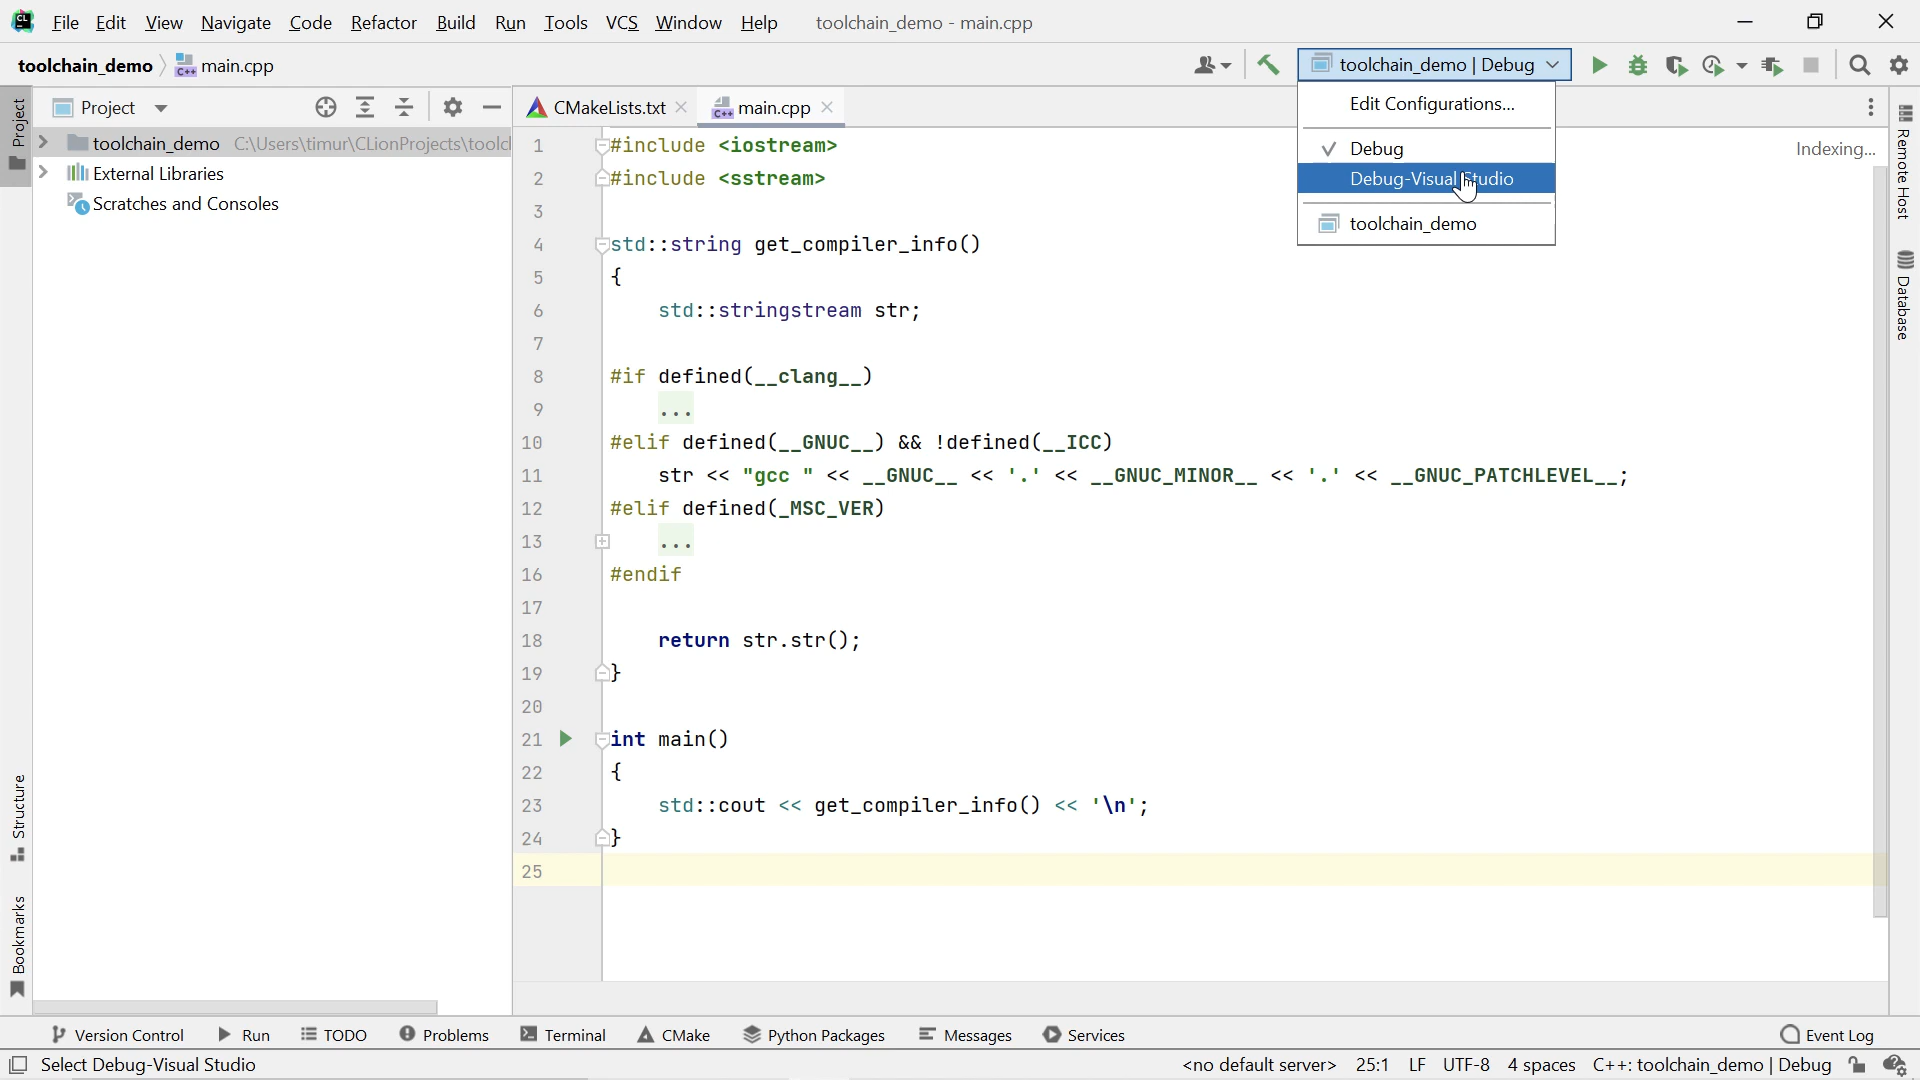 File Edit View Navigate Code Refactor Build Run Tools VCS Window Help toolchain_demo - main.cpp
toolchain_demo main.cpp
toolchain_demo | Debug
Edit Configurations...
Debug
Debug-Visual Studio
toolchain_demo
Project
toolchain_demo C:\Users\timur\CLionProjects\toolc
External Libraries
Scratches and Consoles
Project
Structure
Bookmarks
CMakeLists.txt main.cpp
Indexing...
1 #include <iostream>
2 #include <sstream>
3
4 std::string get_compiler_info()
5 {
6 std::stringstream str;
7
8 #if defined(__clang__)
9 ...
10 #elif defined(__GNUC__) && !defined(__ICC)
11 str << "gcc " << __GNUC__ << '.' << __GNUC_MINOR__ << '.' << __GNUC_PATCHLEVEL__;
12 #elif defined(_MSC_VER)
13 ...
16 #endif
17
18 return str.str();
19 }
20
21 int main()
22 {
23 std::cout << get_compiler_info() << '\n';
24 }
25
Remote Host
Database
Version Control Run TODO Problems Terminal CMake Python Packages Messages Services Event Log
Select Debug-Visual Studio <no default server> 25:1 LF UTF-8 4 spaces C++: toolchain_demo | Debug